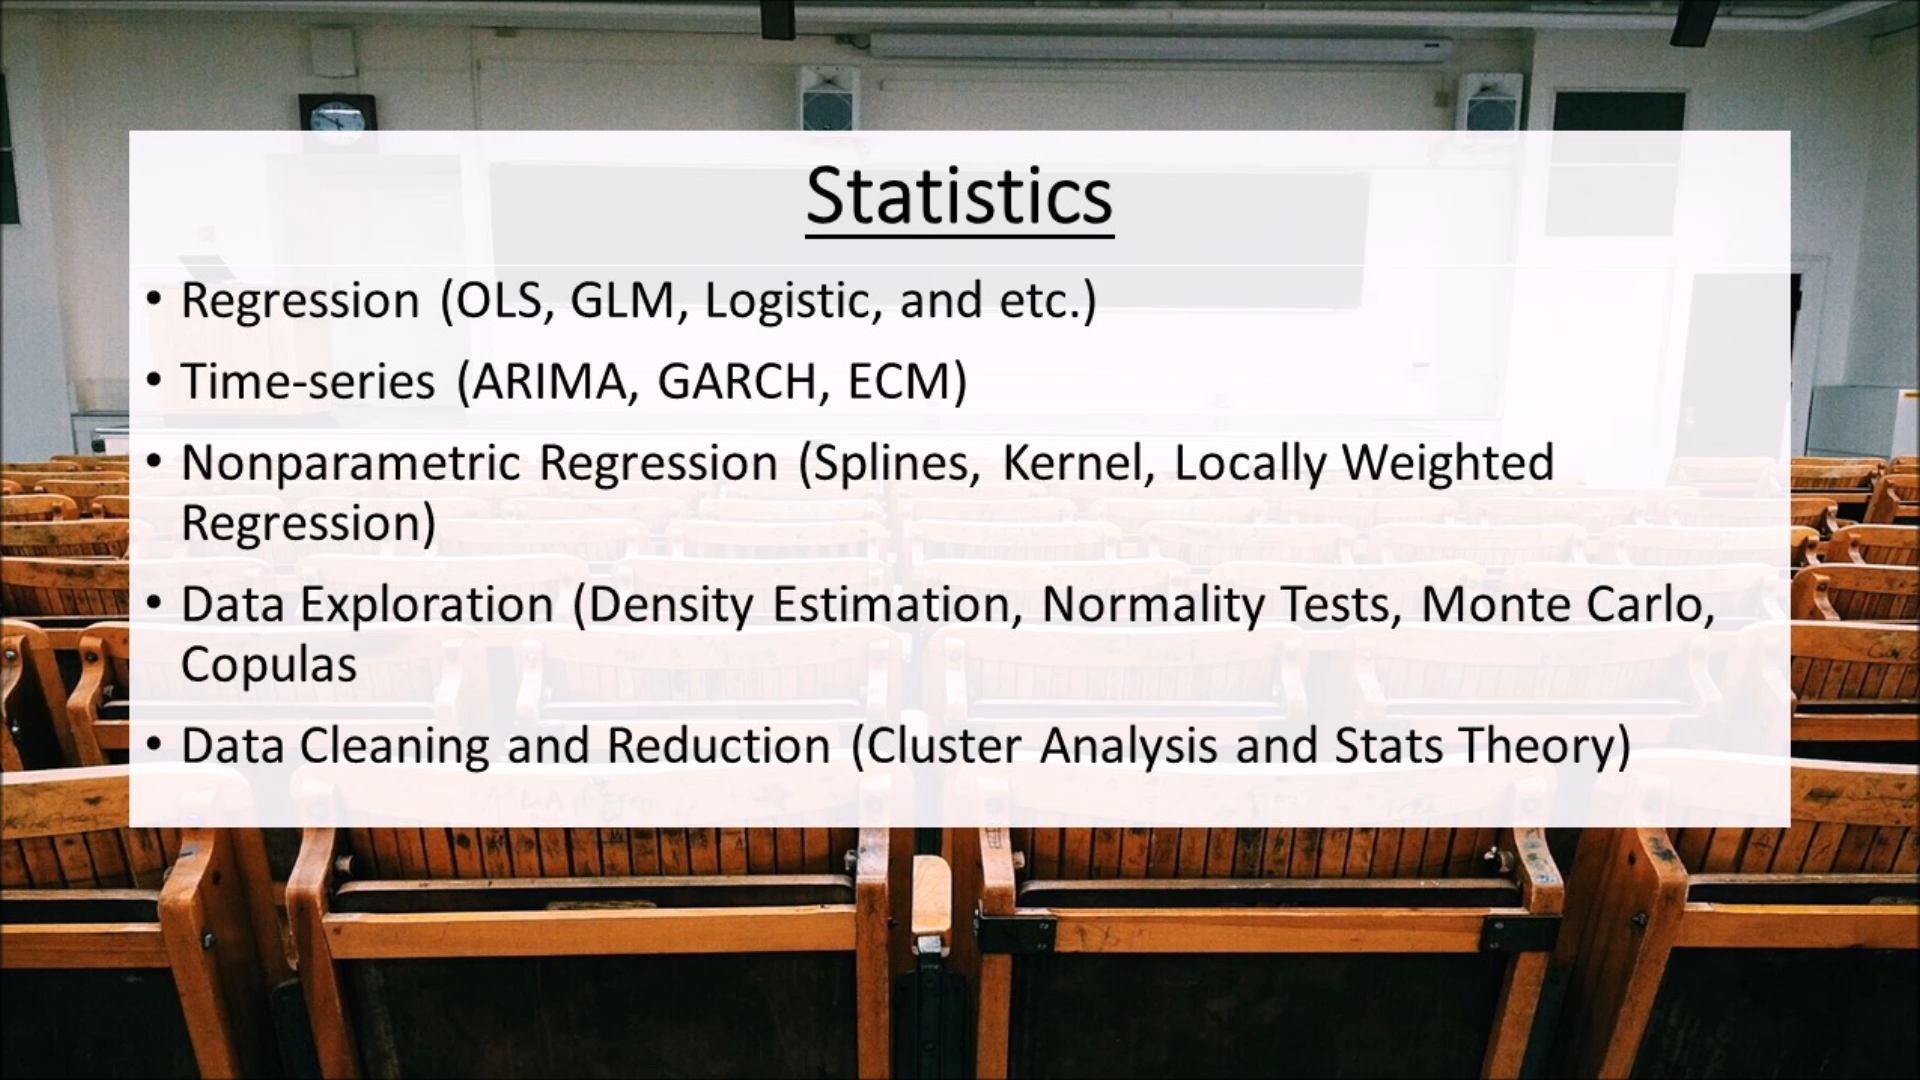 Statistics
• Regression (OLS, GLM, Logistic, and etc.)
• Time-series (ARIMA, GARCH, ECM)
• Nonparametric Regression (Splines, Kernel, Locally Weighted
Regression)
• Data Exploration (Density Estimation, Normality Tests, Monte Carlo,
Copulas
• Data Cleaning and Reduction (Cluster Analysis and Stats Theory)